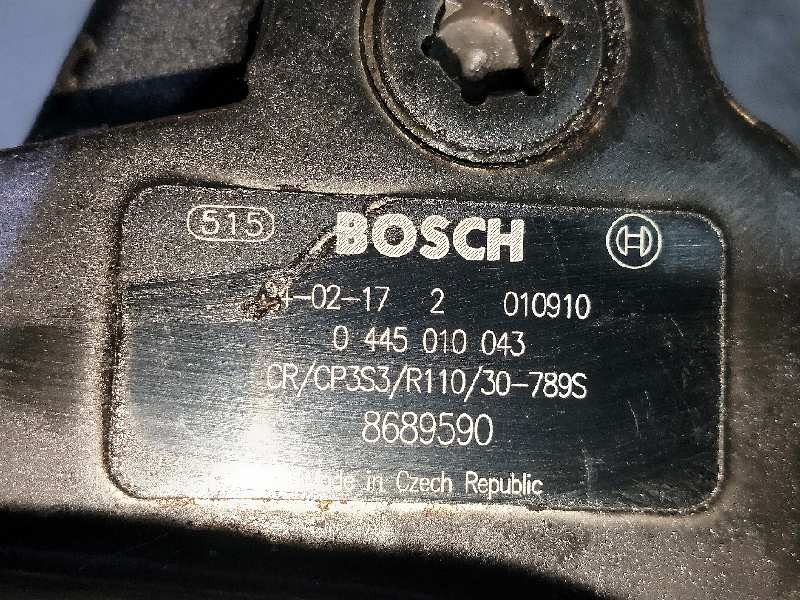 515 BOSCH H
4-02-17 2 010910
0 445 010 043
CR/CP3S3/R110/30-789S
8689590
in Czech Republic